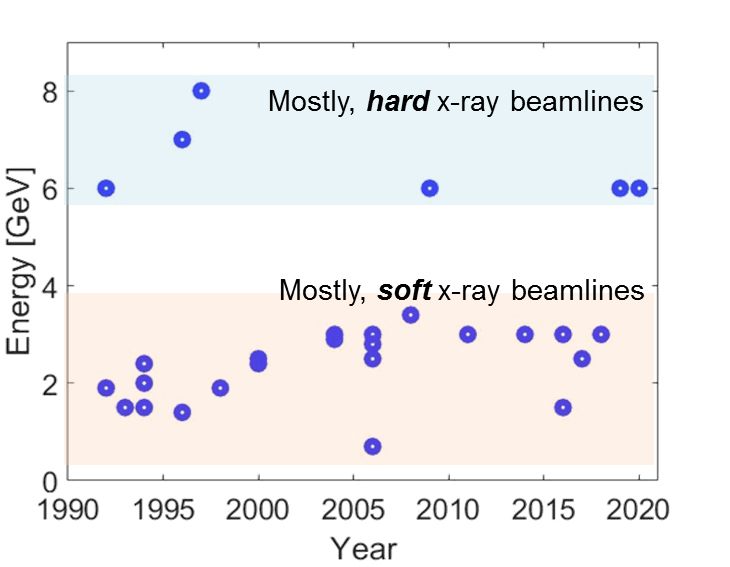 Mostly, hard x-ray beamlines
Mostly, soft x-ray beamlines
Energy [GeV]
8
6
4
2
0
1990 1995 2000 2005 2010 2015 2020
Year